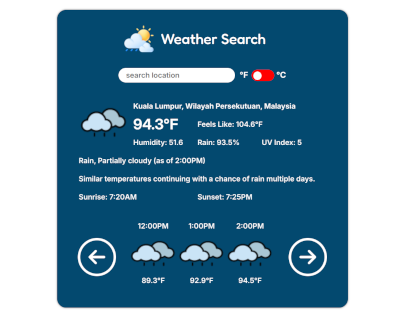 Weather Search
search location °F °C
Kuala Lumpur, Wilayah Persekutuan, Malaysia
94.3°F Feels Like: 104.6°F
Humidity: 51.6 Rain: 93.5% UV Index: 5
Rain, Partially cloudy (as of 2:00PM)
Similar temperatures continuing with a chance of rain multiple days.
Sunrise: 7:20AM Sunset: 7:25PM
12:00PM 1:00PM 2:00PM
89.3°F 92.9°F 94.5°F